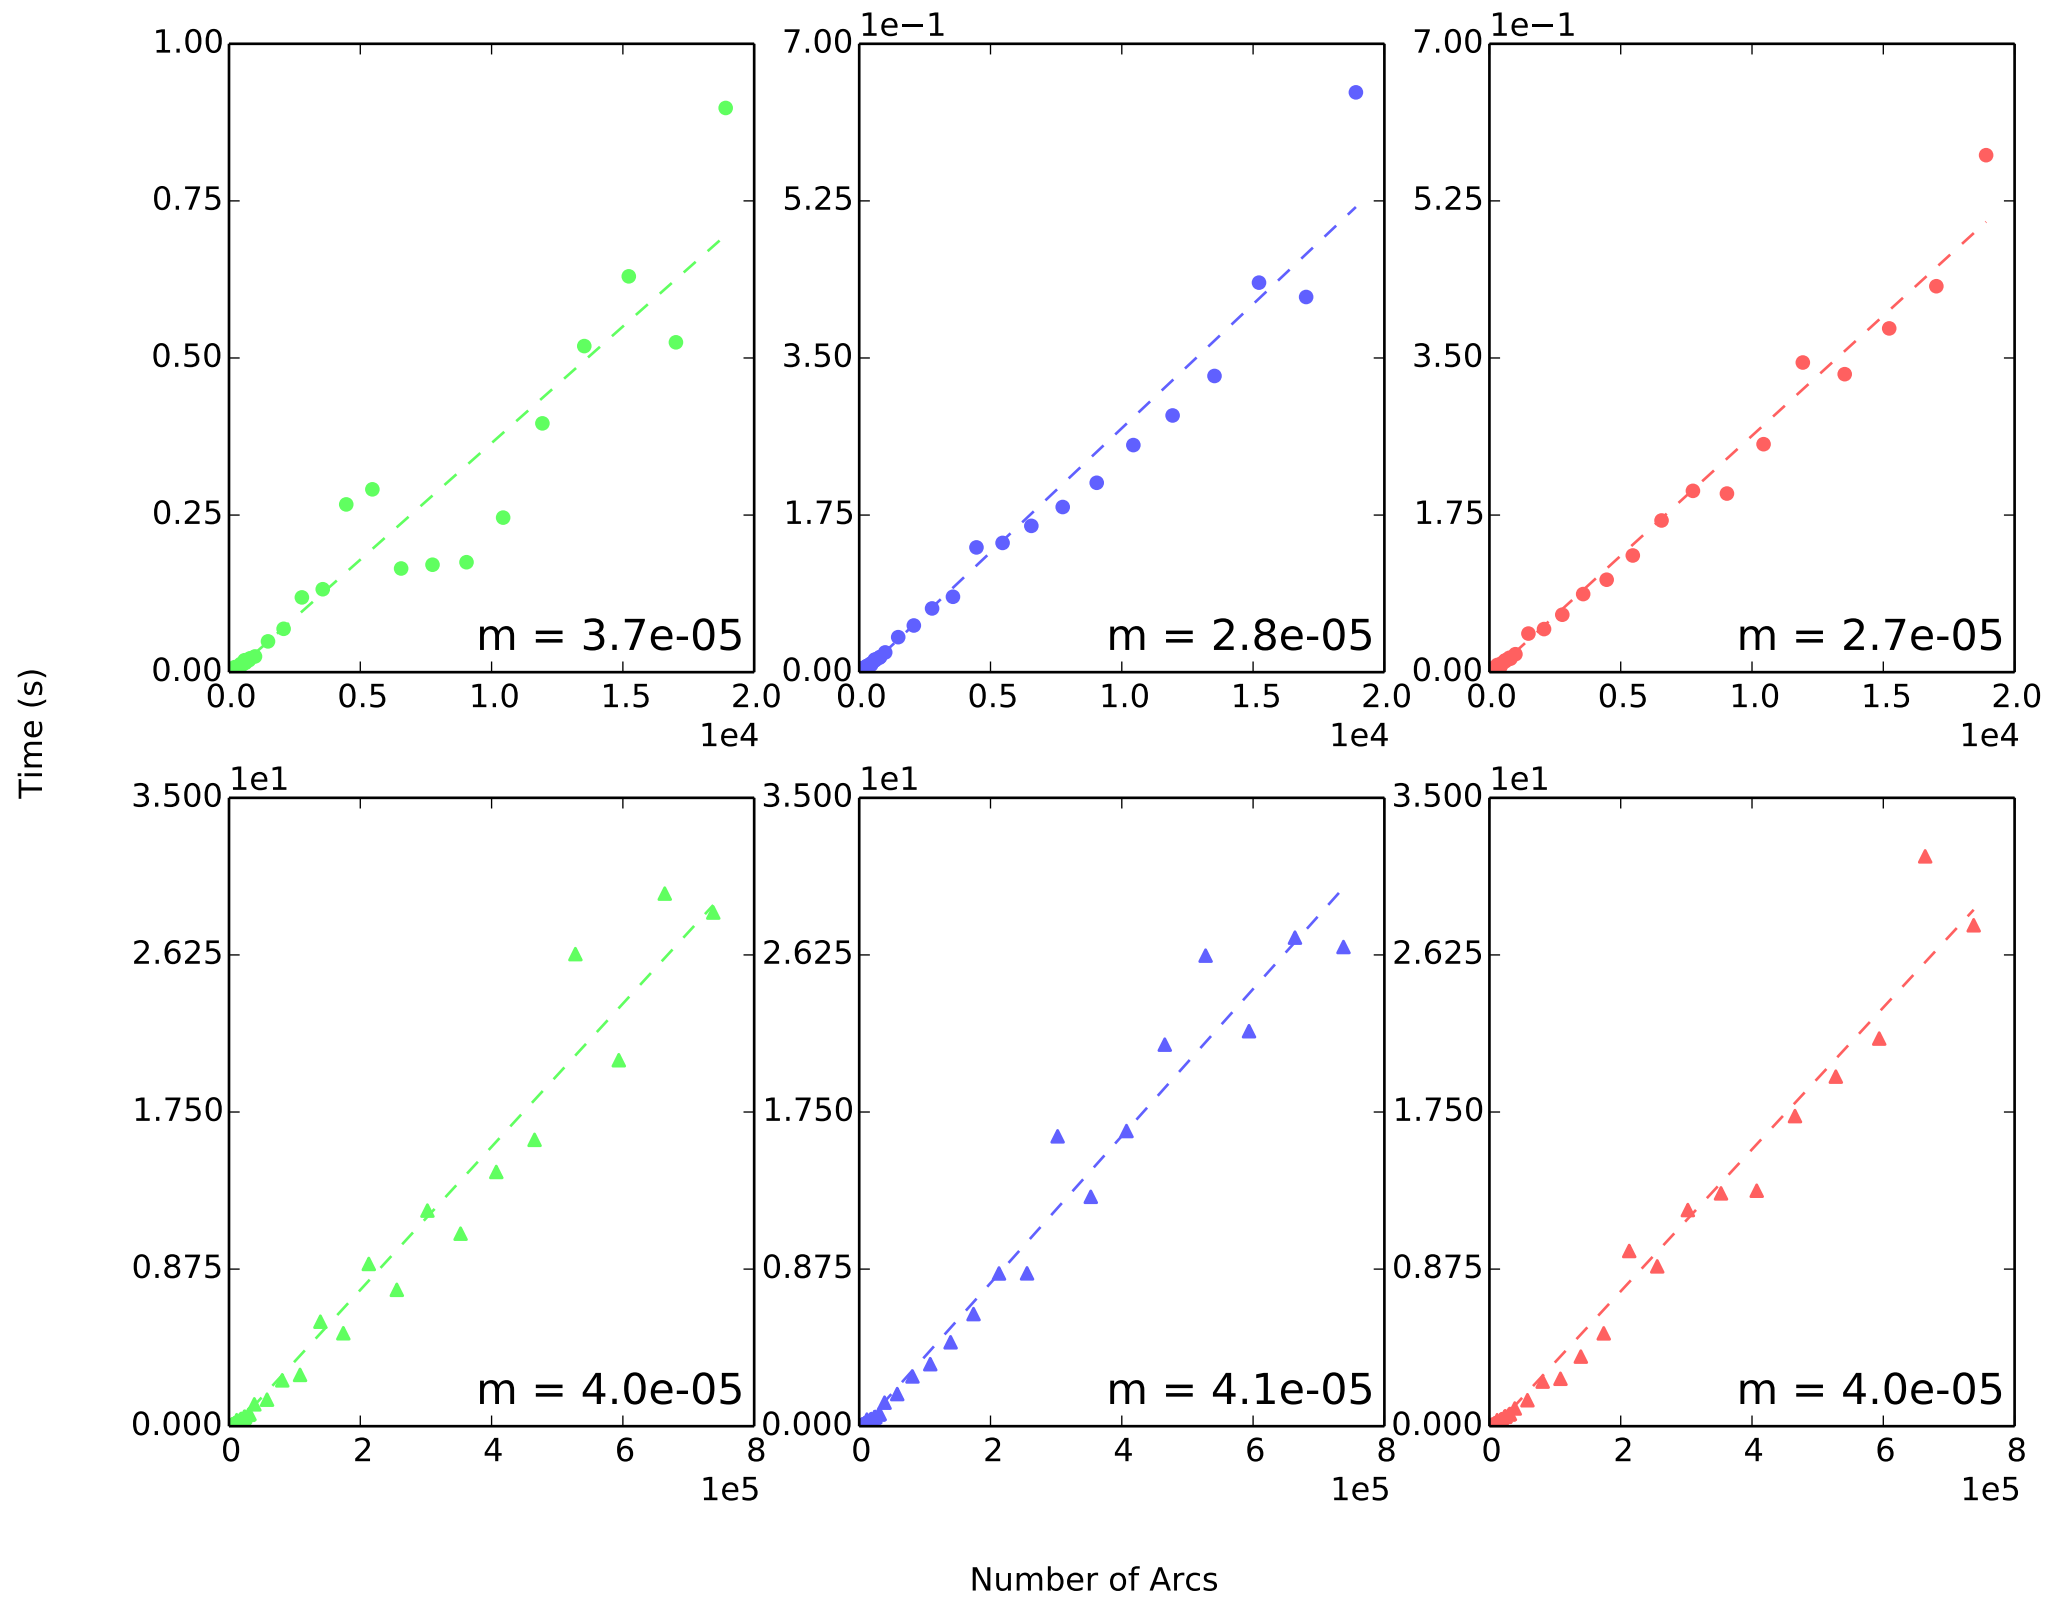 1e−1
1e−1
1.00
0.75
0.50
0.25
0.00
0.0 0.5 1.0 1.5 2.0
1e4
m = 3.7e-05
7.00
5.25
3.50
1.75
0.00
0.0 0.5 1.0 1.5 2.0
1e4
m = 2.8e-05
7.00
5.25
3.50
1.75
0.00
0.0 0.5 1.0 1.5 2.0
1e4
m = 2.7e-05
Time (s)
1e1
3.500
2.625
1.750
0.875
0.000
0 2 4 6 8
1e5
m = 4.0e-05
1e1
3.500
2.625
1.750
0.875
0.000
0 2 4 6 8
1e5
m = 4.1e-05
1e1
3.500
2.625
1.750
0.875
0.000
0 2 4 6 8
1e5
m = 4.0e-05
Number of Arcs